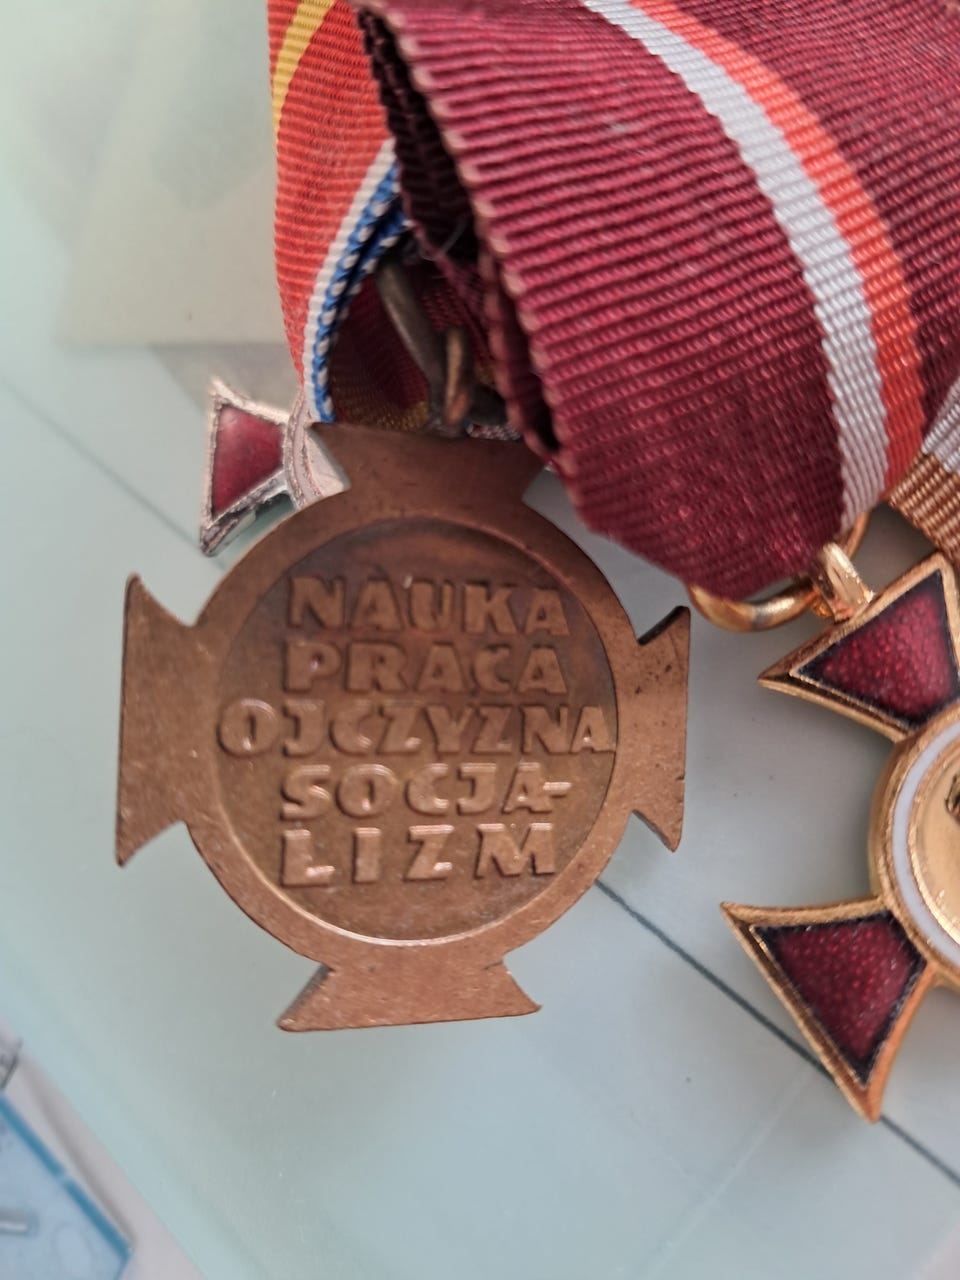 NAUKA
PRACA
OJCZYZNA
SOCJA-
LIZM